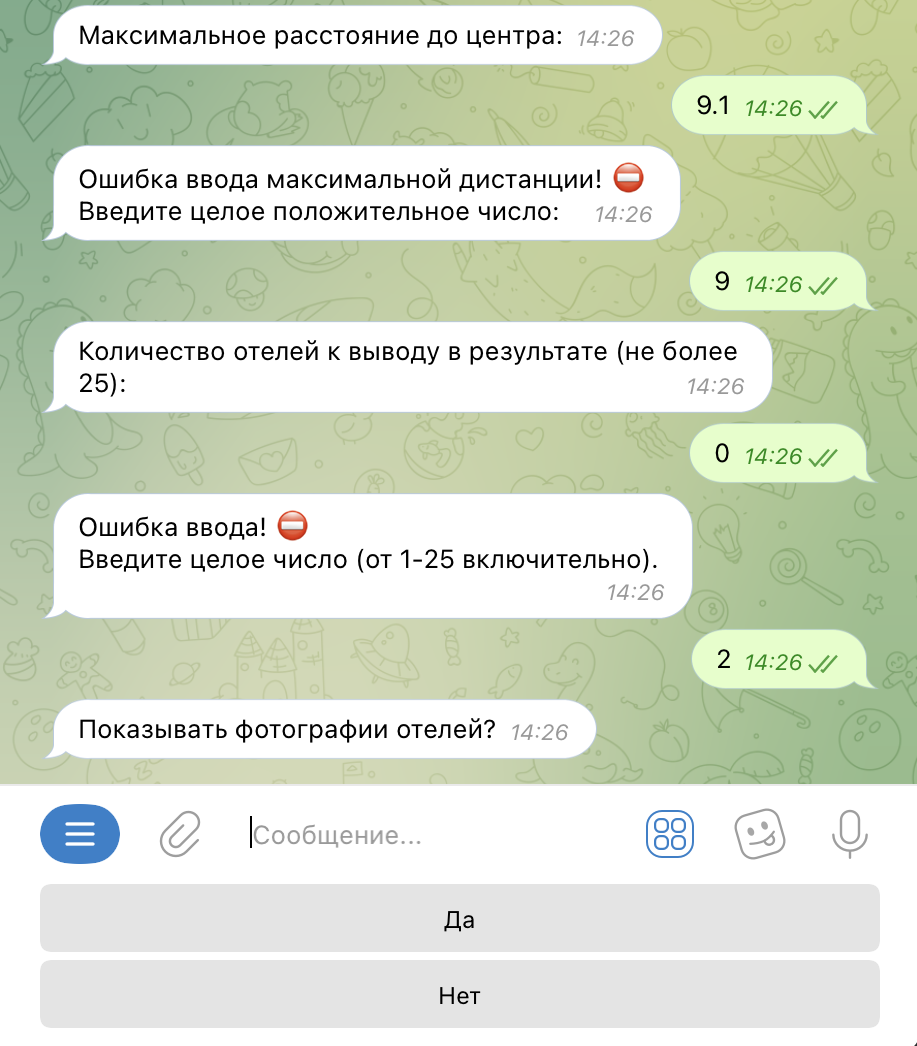 Максимальное расстояние до центра: 14:26
9.1 14:26
Ошибка ввода максимальной дистанции! ⛔
Введите целое положительное число: 14:26
9 14:26
Количество отелей к выводу в результате (не более
25): 14:26
0 14:26
Ошибка ввода! ⛔
Введите целое число (от 1-25 включительно).
14:26
2 14:26
Показывать фотографии отелей? 14:26
Сообщение...
Да
Нет